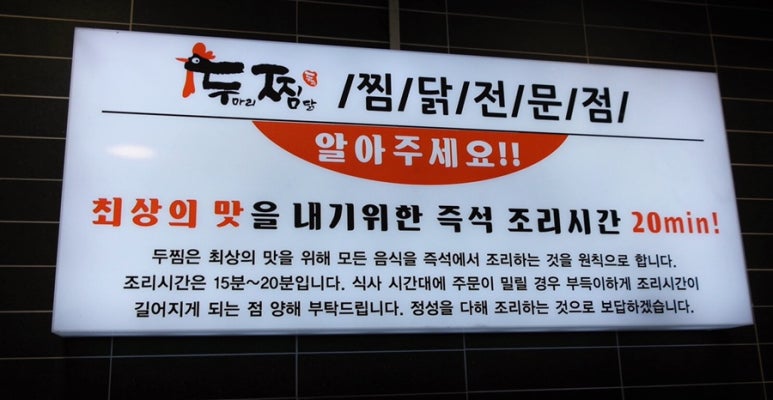 두마리찜닭 /찜/닭/전/문/점/
알아주세요!!
최상의 맛을 내기위한 즉석 조리시간 20min!
두찜은 최상의 맛을 위해 모든 음식을 즉석에서 조리하는 것을 원칙으로 합니다.
조리시간은 15분~20분입니다. 식사 시간대에 주문이 밀릴 경우 부득이하게 조리시간이
길어지게 되는 점 양해 부탁드립니다. 정성을 다해 조리하는 것으로 보답하겠습니다.